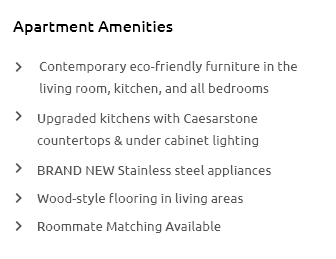 Apartment Amenities
Contemporary eco-friendly furniture in the
living room, kitchen, and all bedrooms
Upgraded kitchens with Caesarstone
countertops & under cabinet lighting
BRAND NEW Stainless steel appliances
Wood-style flooring in living areas
Roommate Matching Available